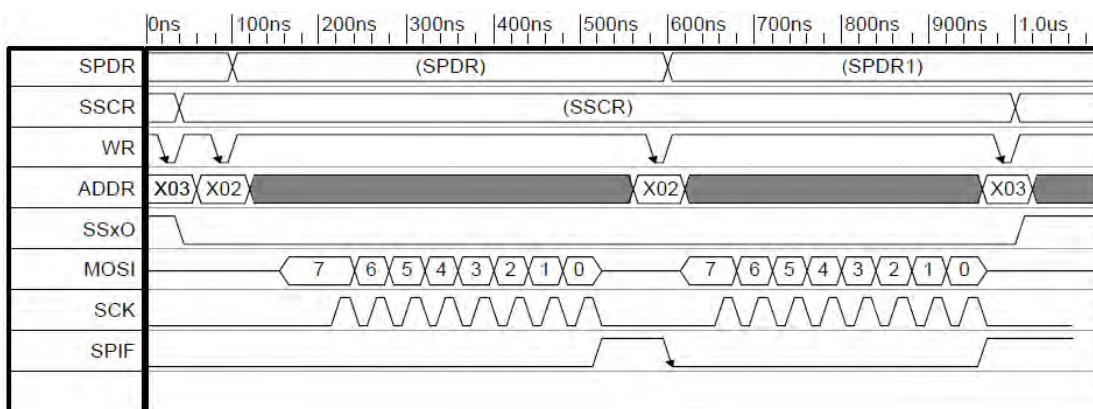 0ns 100ns 200ns 300ns 400ns 500ns 600ns 700ns 800ns 900ns 1.0us
SPDR (SPDR) (SPDR1)
SSCR (SSCR)
WR
ADDR X03 X02 X02 X03
SSxO
MOSI 7 6 5 4 3 2 1 0 7 6 5 4 3 2 1 0
SCK
SPIF